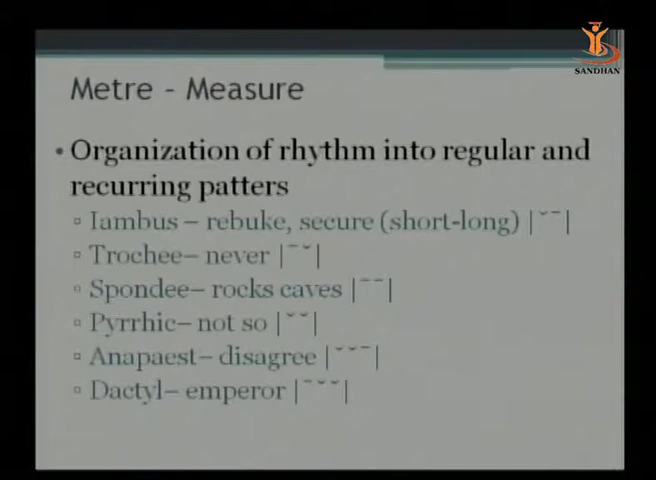 SANDHAN
Metre - Measure
• Organization of rhythm into regular and
recurring patters
▫ Iambus – rebuke, secure (short-long) |˘¯|
▫ Trochee– never |¯˘|
▫ Spondee– rocks caves |¯¯|
▫ Pyrrhic– not so |˘˘|
▫ Anapaest– disagree |˘˘¯|
▫ Dactyl– emperor |¯˘˘|